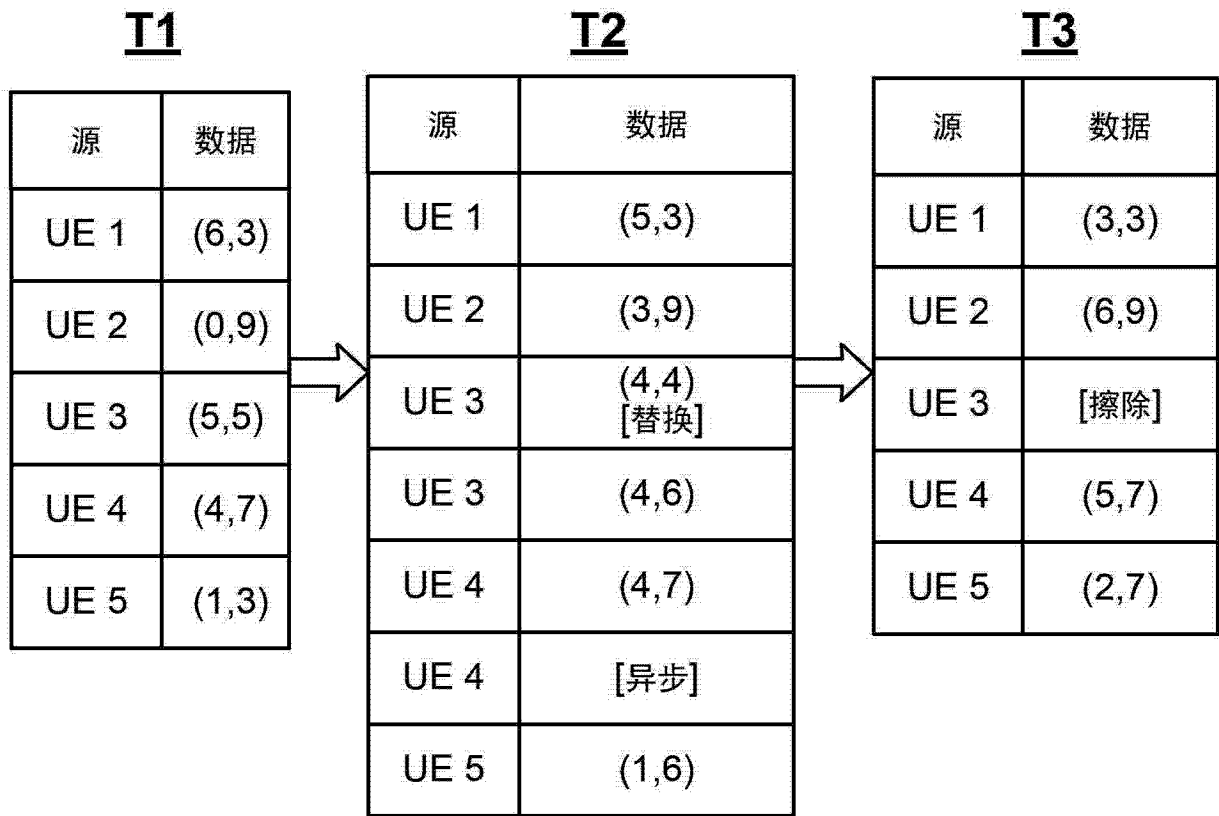 T1
源 数据
UE 1 (6,3)
UE 2 (0,9)
UE 3 (5,5)
UE 4 (4,7)
UE 5 (1,3)
T2
源 数据
UE 1 (5,3)
UE 2 (3,9)
UE 3 (4,4)
[替换]
UE 3 (4,6)
UE 4 (4,7)
UE 4 [异步]
UE 5 (1,6)
T3
源 数据
UE 1 (3,3)
UE 2 (6,9)
UE 3 [擦除]
UE 4 (5,7)
UE 5 (2,7)